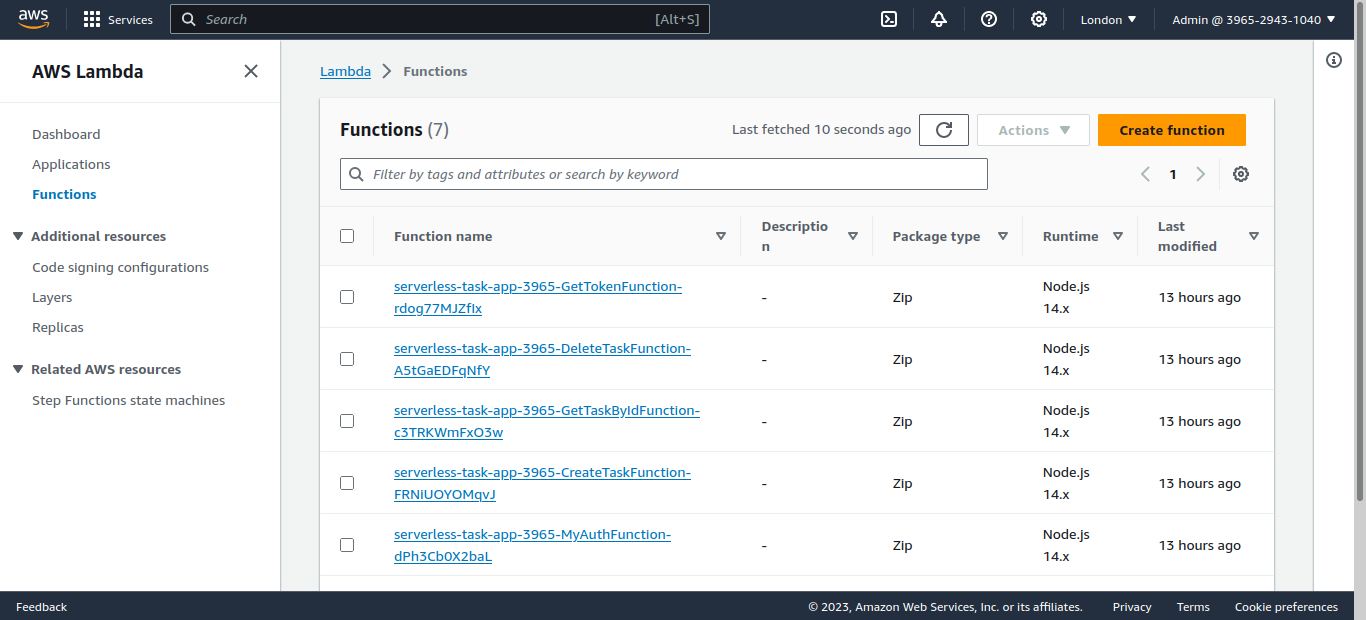 aws Services Search [Alt+S] London Admin @ 3965-2943-1040
AWS Lambda
Dashboard
Applications
Functions
Additional resources
Code signing configurations
Layers
Replicas
Related AWS resources
Step Functions state machines
Lambda Functions
Functions (7) Last fetched 10 seconds ago Actions Create function
Filter by tags and attributes or search by keyword 1
Function name Descriptio
n Package type Runtime Last
modified
serverless-task-app-3965-GetTokenFunction-
rdog77MJZfIx - Zip Node.js
14.x 13 hours ago
serverless-task-app-3965-DeleteTaskFunction-
A5tGaEDFqNfY - Zip Node.js
14.x 13 hours ago
serverless-task-app-3965-GetTaskByIdFunction-
c3TRKWmFxO3w - Zip Node.js
14.x 13 hours ago
serverless-task-app-3965-CreateTaskFunction-
FRNiUOYOMqvJ - Zip Node.js
14.x 13 hours ago
serverless-task-app-3965-MyAuthFunction-
dPh3Cb0X2baL - Zip Node.js
14.x 13 hours ago
Feedback © 2023, Amazon Web Services, Inc. or its affiliates. Privacy Terms Cookie preferences